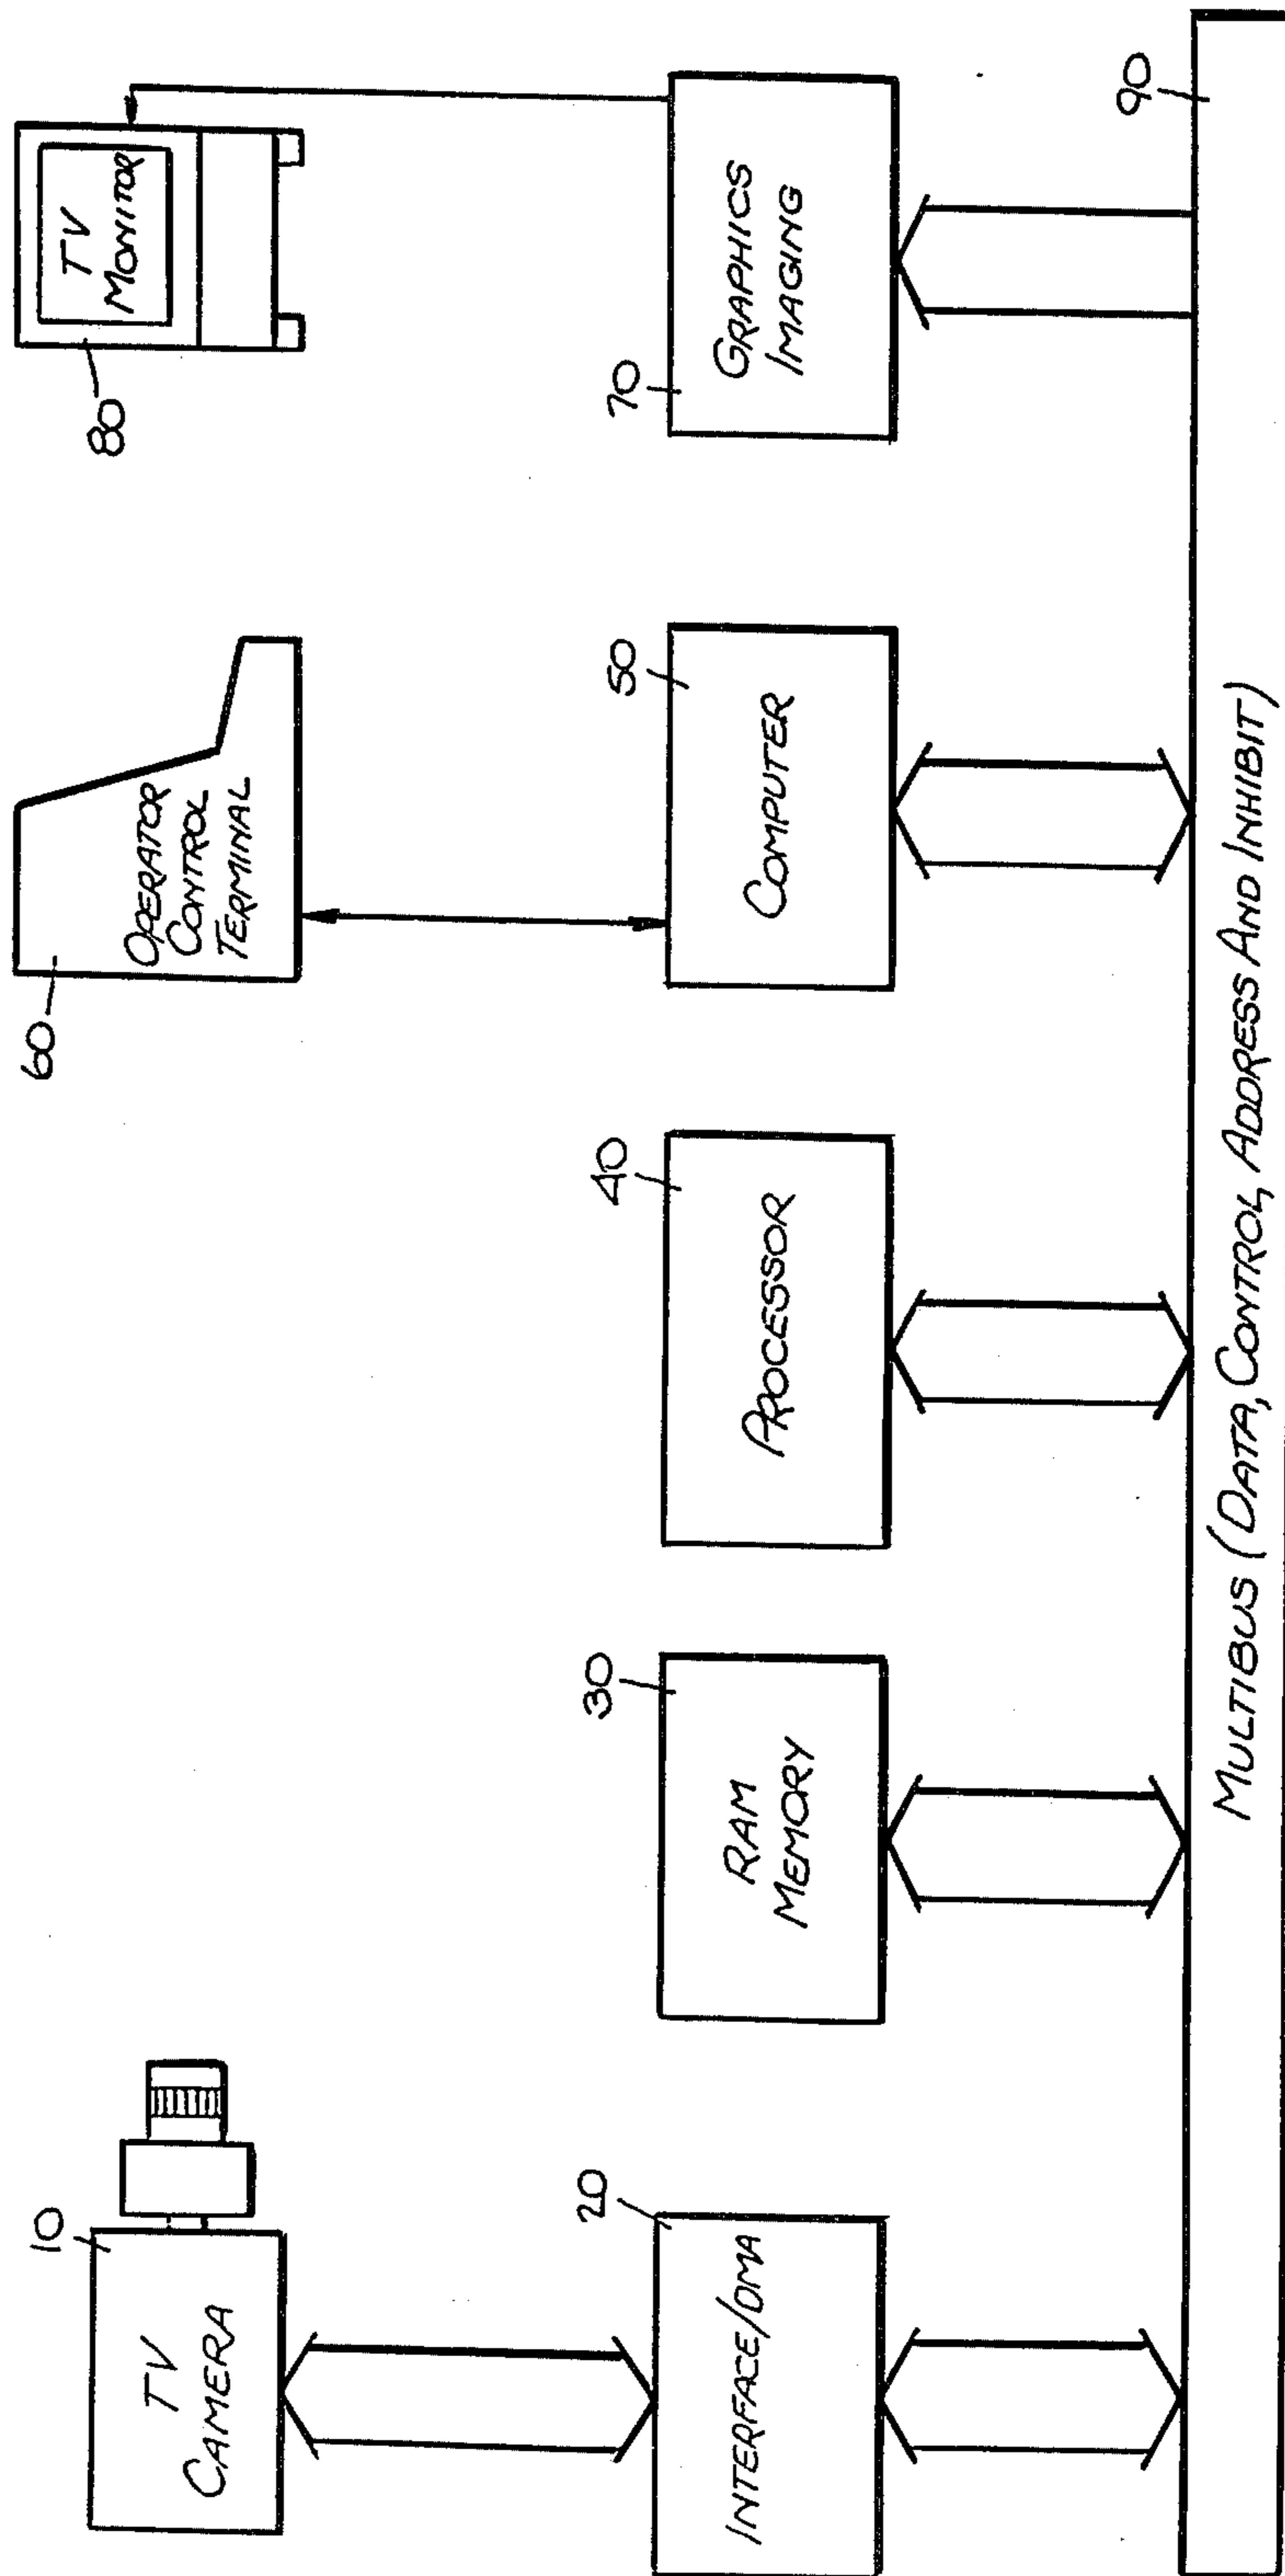 10
TV
CAMERA
60
OPERATOR
CONTROL
TERMINAL
80
TV
MONITOR
20
INTERFACE/DMA
30
RAM
MEMORY
40
PROCESSOR
50
COMPUTER
70
GRAPHICS
IMAGING
90
MULTIBUS (DATA, CONTROL, ADDRESS AND INHIBIT)